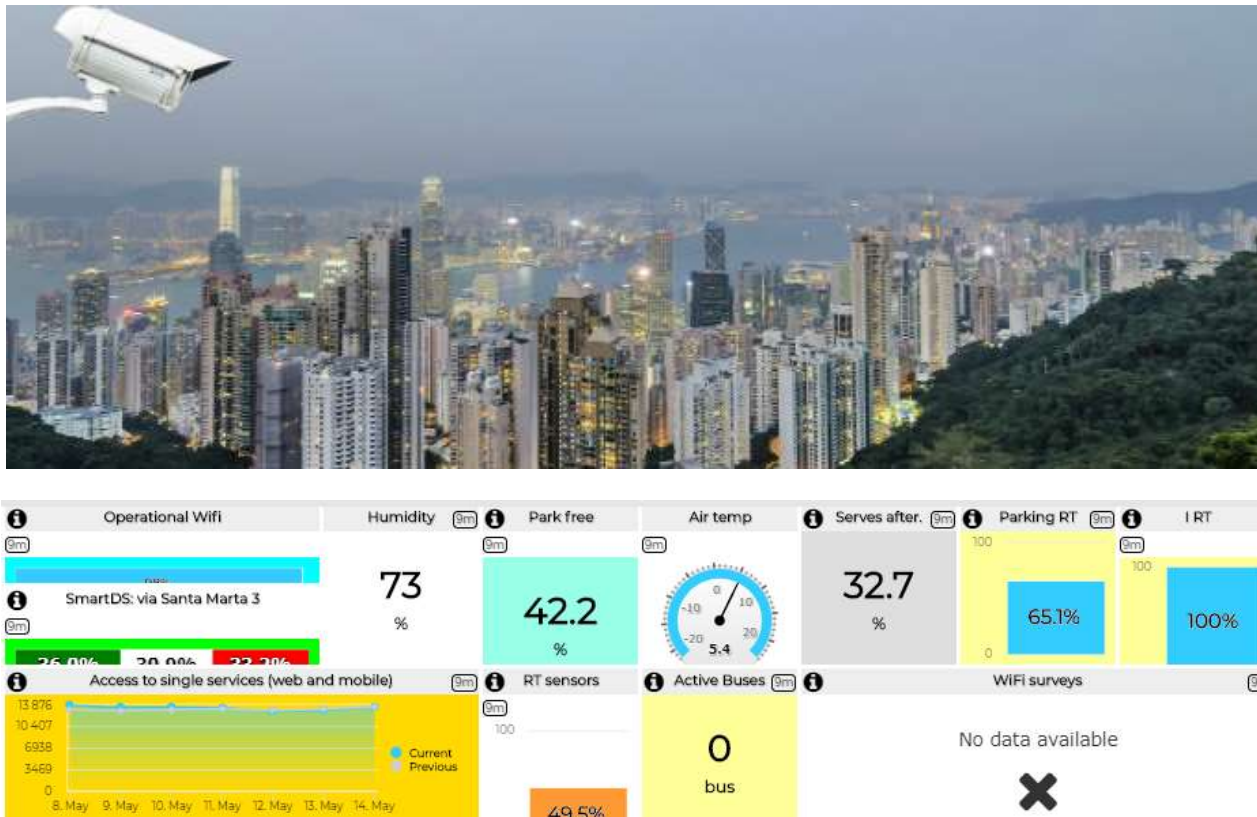 Operational Wifi
9m
SmartDS: via Santa Marta 3
9m
Humidity 9m
73
%
Park free
9m
42.2
%
Air temp
9m
-20 -10 0 10 20
5.4
Serves after. 9m
32.7
%
Parking RT 9m
100
65.1%
0
I RT
9m
100
100%
Access to single services (web and mobile) 9m
13 876
10 407
6938
3469
0
8. May 9. May 10. May 11. May 12. May 13. May 14. May
Current
Previous
RT sensors
9m
100
49.5%
Active Buses 9m
0
bus
WiFi surveys
No data available